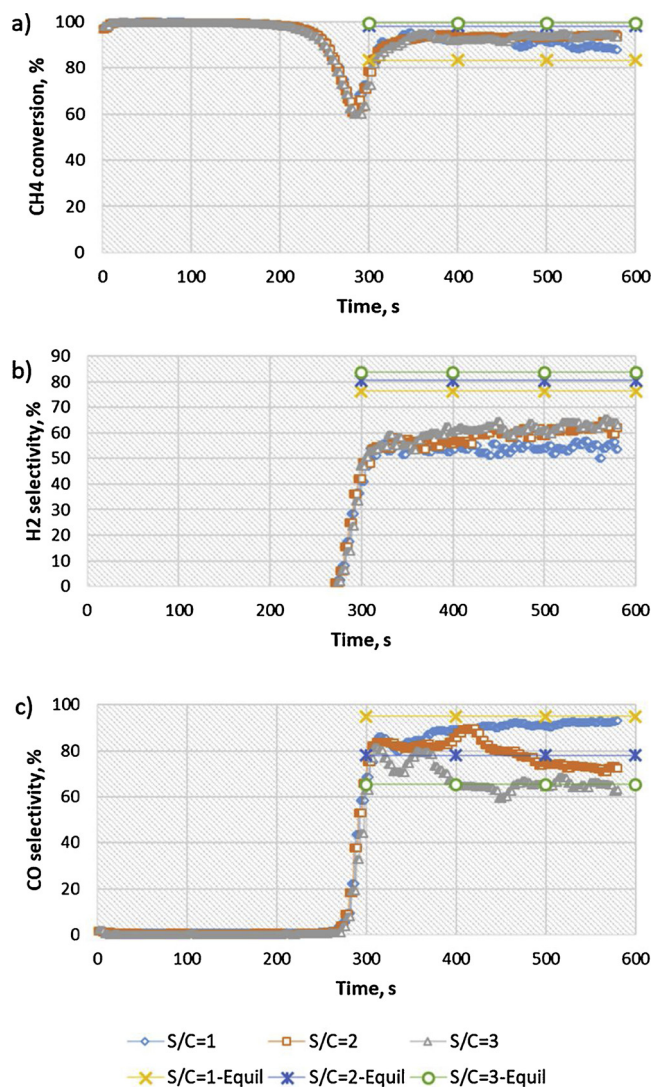 a)
CH4 conversion, %
100
80
60
40
20
0
0 100 200 300 400 500 600
Time, s
b)
H2 selectivity, %
90
80
70
60
50
40
30
20
10
0
0 100 200 300 400 500 600
Time, s
c)
CO selectivity, %
100
80
60
40
20
0
0 100 200 300 400 500 600
Time, s
S/C=1 S/C=2 S/C=3
S/C=1-Equil S/C=2-Equil S/C=3-Equil